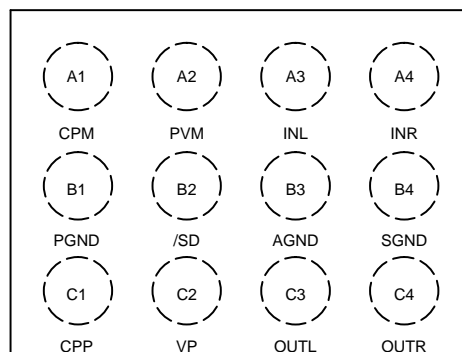 A1 A2 A3 A4
CPM PVM INL INR
B1 B2 B3 B4
PGND /SD AGND SGND
C1 C2 C3 C4
CPP VP OUTL OUTR